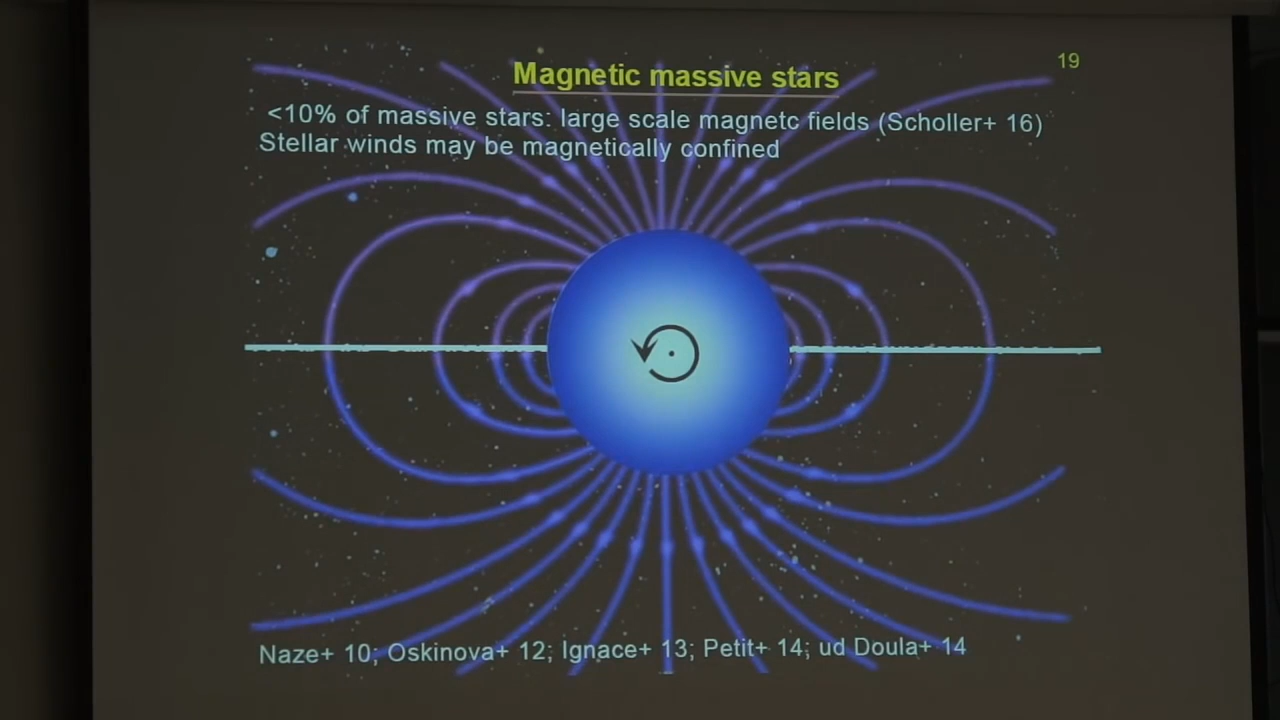 Magnetic massive stars
19
<10% of massive stars: large scale magnetc fields (Scholler+ 16)
Stellar winds may be magnetically confined
Naze+ 10; Oskinova+ 12; Ignace+ 13; Petit+ 14; ud Doula+ 14